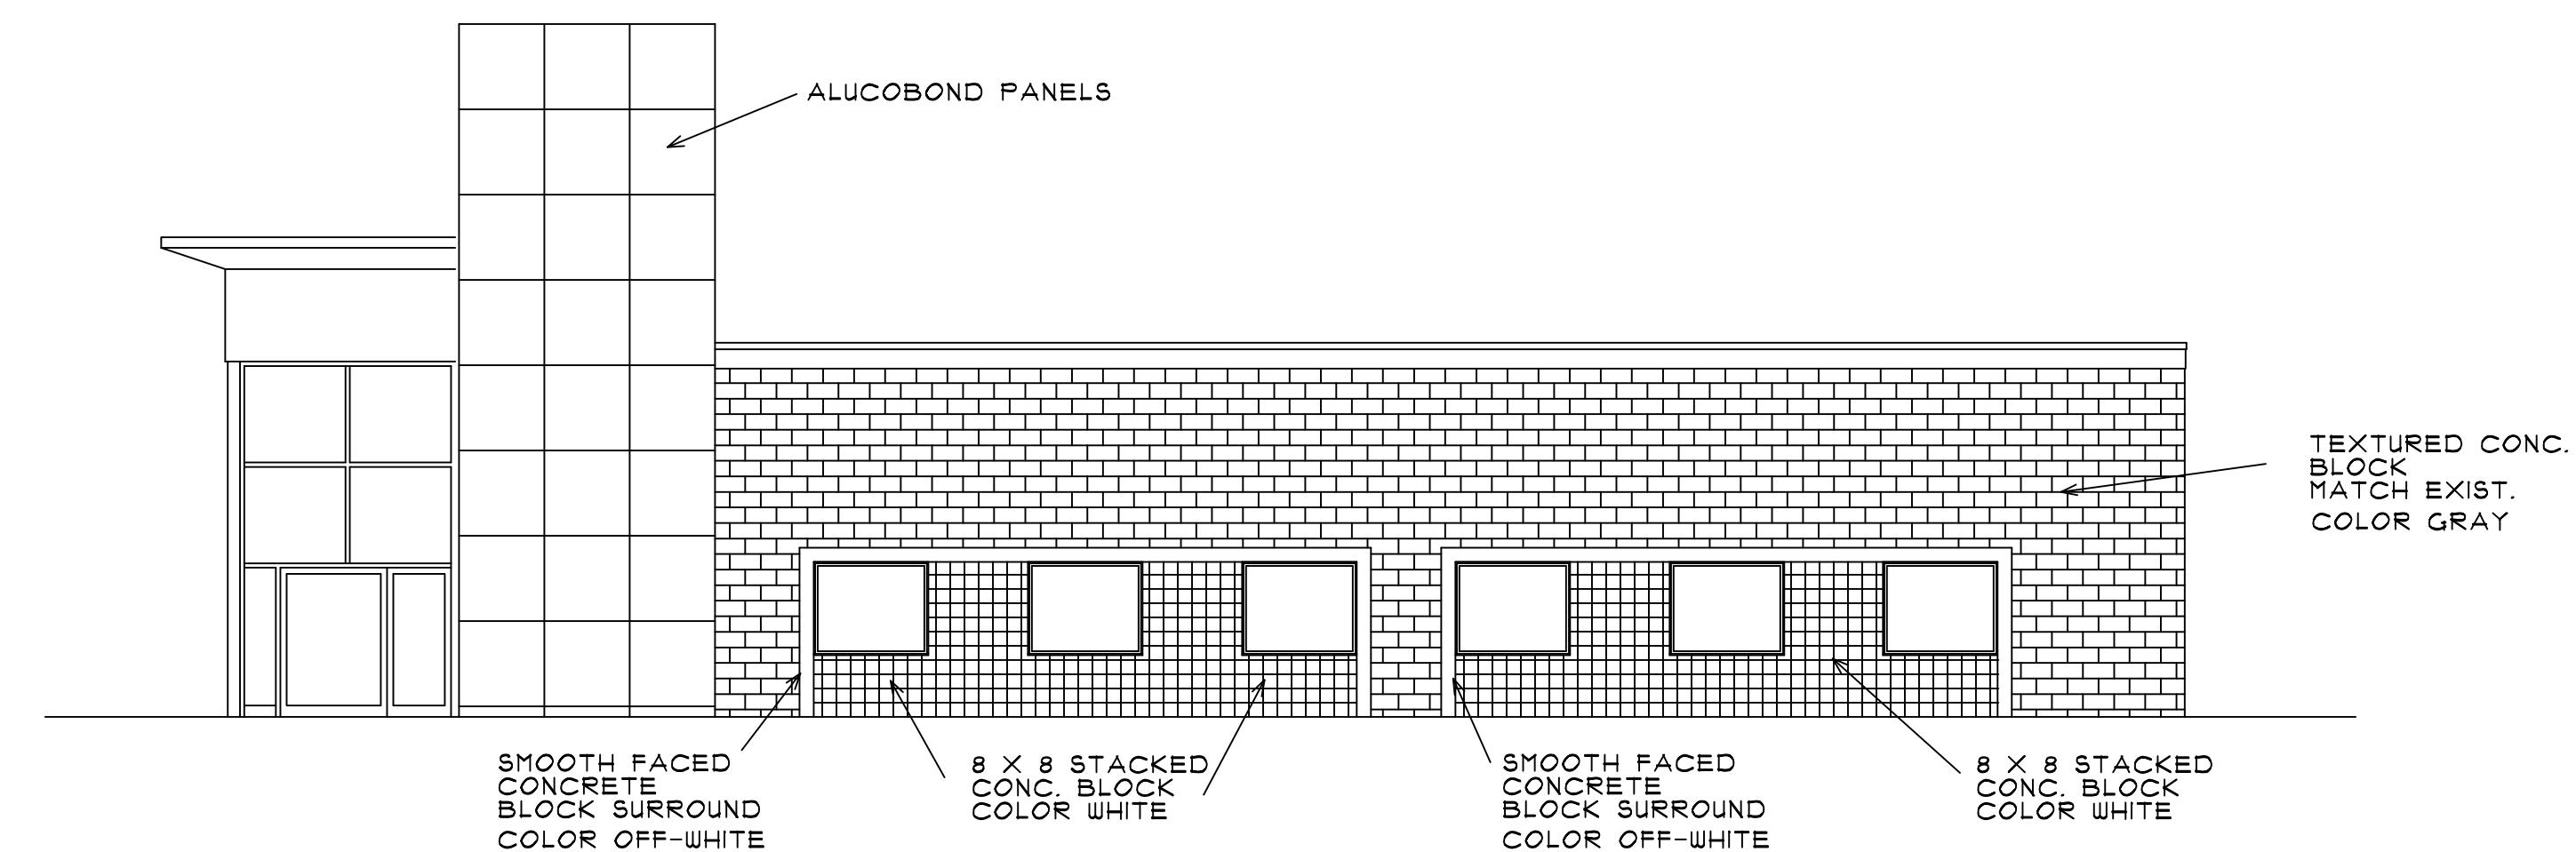 ALUCOBOND PANELS
TEXTURED CONC.
BLOCK
MATCH EXIST.
COLOR GRAY
SMOOTH FACED
CONCRETE
BLOCK SURROUND
COLOR OFF-WHITE
8 X 8 STACKED
CONC. BLOCK
COLOR WHITE
SMOOTH FACED
CONCRETE
BLOCK SURROUND
COLOR OFF-WHITE
8 X 8 STACKED
CONC. BLOCK
COLOR WHITE